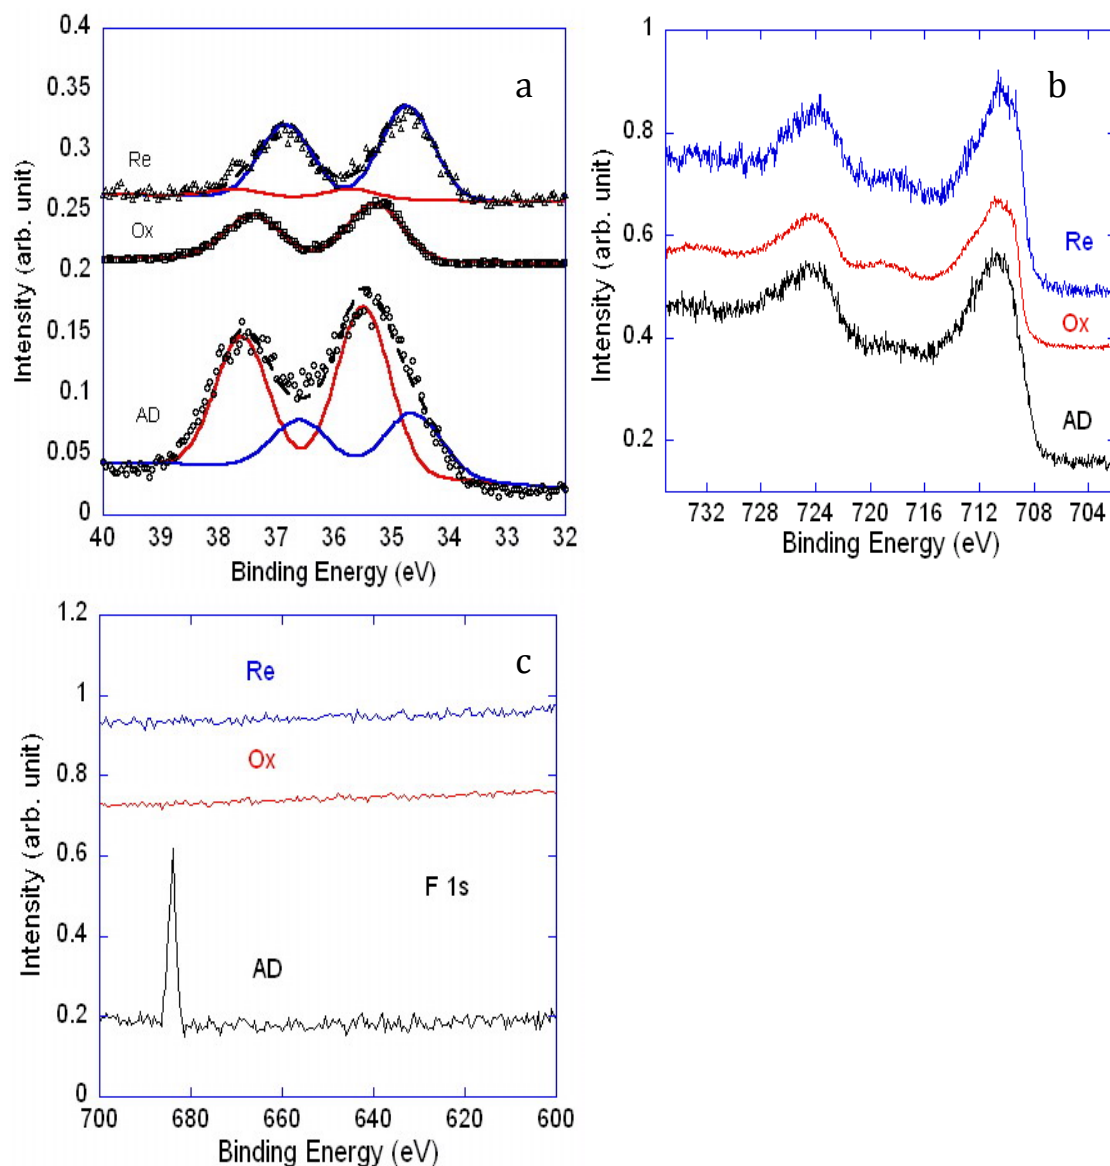 a
0.4
0.35
0.3
0.25
0.2
0.15
0.1
0.05
0
Intensity (arb. unit)
Re
Ox
AD
40 39 38 37 36 35 34 33 32
Binding Energy (eV)
b
1
0.8
0.6
0.4
0.2
Intensity (arb. unit)
Re
Ox
AD
732 728 724 720 716 712 708 704
Binding Energy (eV)
c
1.2
1
0.8
0.6
0.4
0.2
0
Intensity (arb. unit)
Re
Ox
F 1s
AD
700 680 660 640 620 600
Binding Energy (eV)